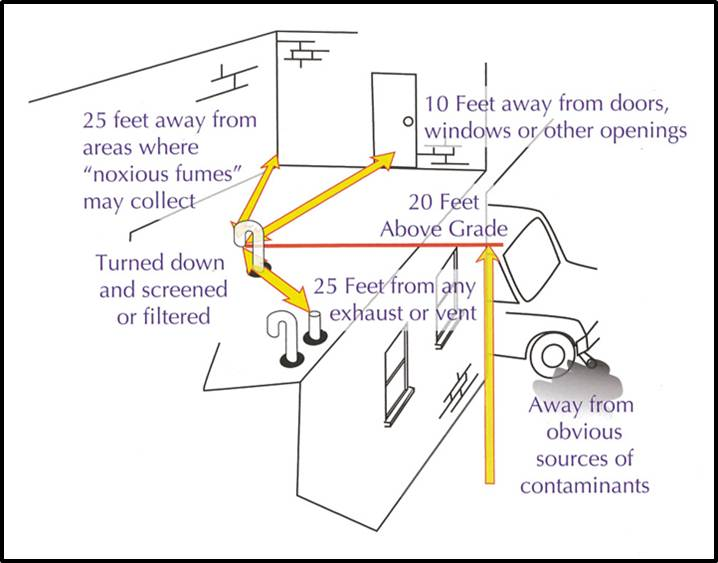 25 feet away from
areas where
“noxious fumes”
may collect
10 Feet away from doors,
windows or other openings
20 Feet
Above Grade
Turned down
and screened
or filtered
25 Feet from any
exhaust or vent
Away from
obvious
sources of
contaminants